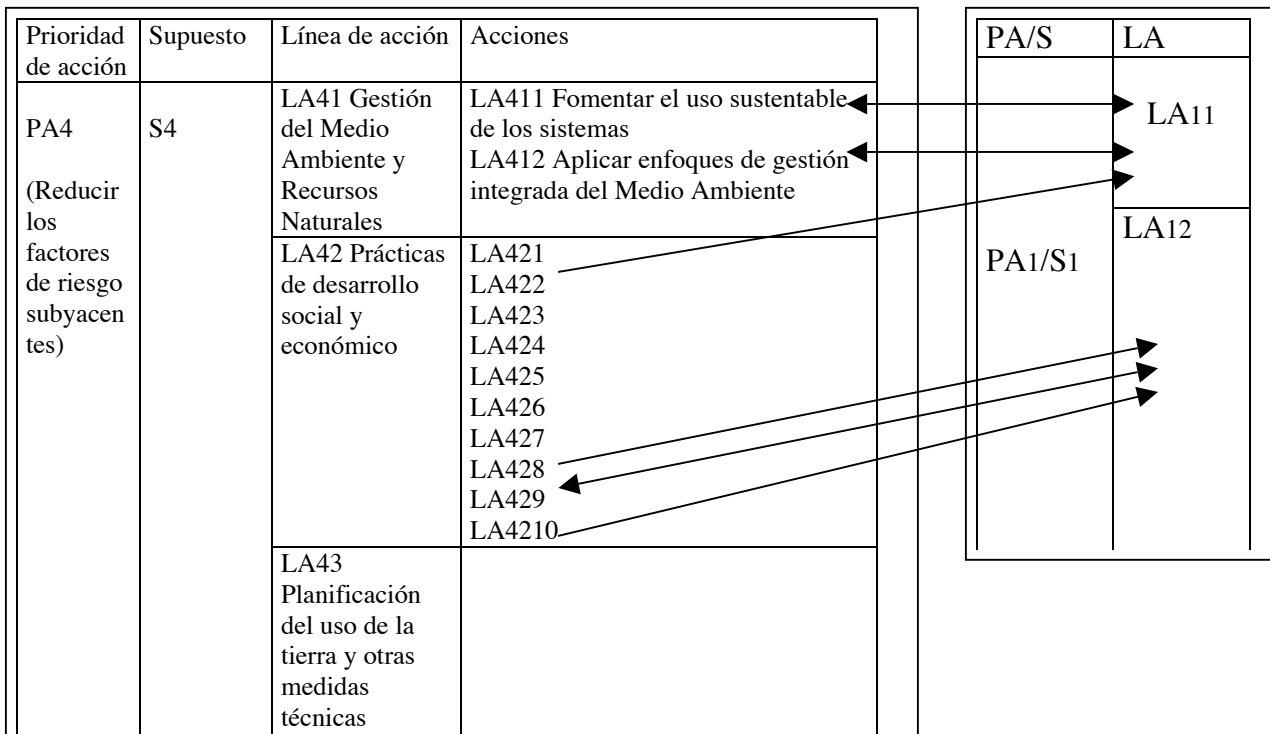 Prioridad de acción
Supuesto
Línea de acción
Acciones
PA4
(Reducir
los
factores
de riesgo
subyacen
tes)
S4
LA41 Gestión
del Medio
Ambiente y
Recursos
Naturales
LA411 Fomentar el uso sustentable
de los sistemas
LA412 Aplicar enfoques de gestión
integrada del Medio Ambiente
LA42 Prácticas
de desarrollo
social y
económico
LA421
LA422
LA423
LA424
LA425
LA426
LA427
LA428
LA429
LA4210
LA43
Planificación
del uso de la
tierra y otras
medidas
técnicas
PA/S
LA
PA1/S1
LA11
LA12